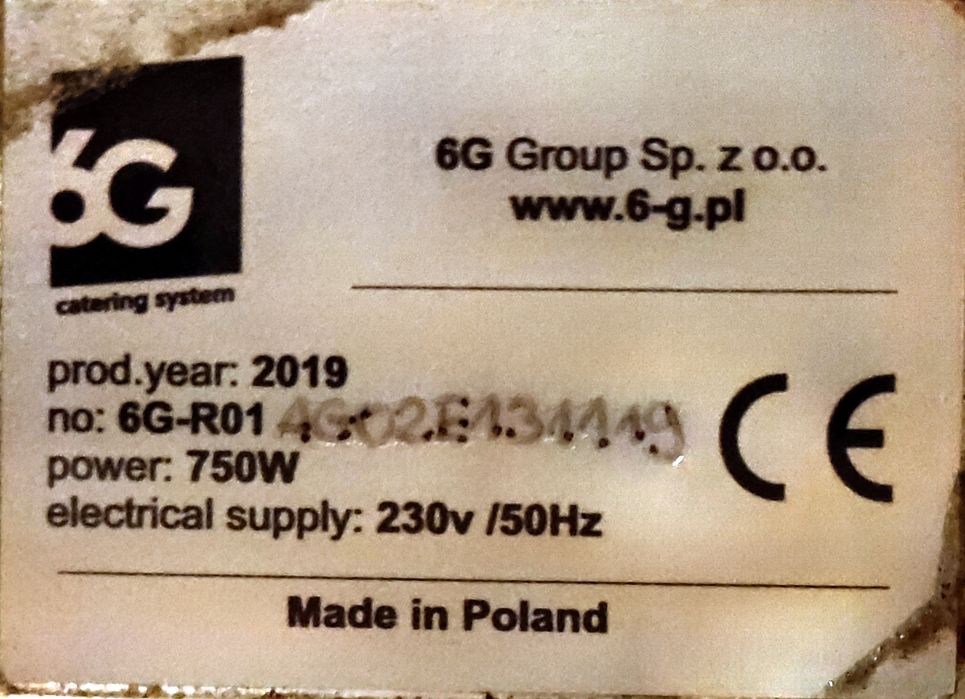 6G
catering system
6G Group Sp. z o.o.
www.6-g.pl
prod.year: 2019
no: 6G-R01
power: 750W
electrical supply: 230v /50Hz
CE
Made in Poland